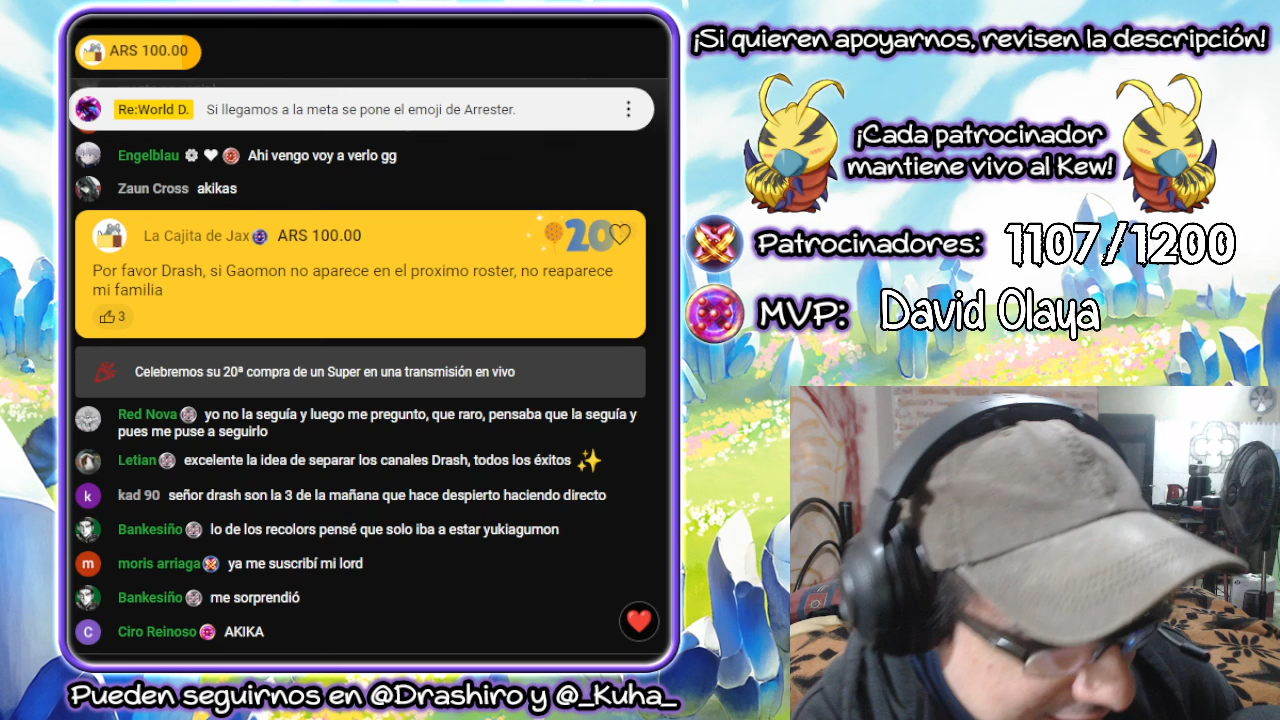 ARS 100.00
¡Si quieren apoyarnos, revisen la descripción!
Re:World D. Si llegamos a la meta se pone el emoji de Arrester.
Engelblau Ahi vengo voy a verlo gg
Zaun Cross akikas
La Cajita de Jax ARS 100.00
20
Por favor Drash, si Gaomon no aparece en el proximo roster, no reaparece
mi familia
3
Celebremos su 20ª compra de un Super en una transmisión en vivo
Red Nova yo no la seguía y luego me pregunto, que raro, pensaba que la seguía y
pues me puse a seguirlo
Letian excelente la idea de separar los canales Drash, todos los éxitos
k
kad 90 señor drash son la 3 de la mañana que hace despierto haciendo directo
Bankesiño lo de los recolors pensé que solo iba a estar yukiagumon
m
moris arriaga ya me suscribí mi lord
Bankesiño me sorprendió
C
Ciro Reinoso AKIKA
¡Cada patrocinador
mantiene vivo al Kew!
Patrocinadores: 1107/1200
MVP: David Olaya
Pueden seguirnos en @Drashiro y @_Kuha_